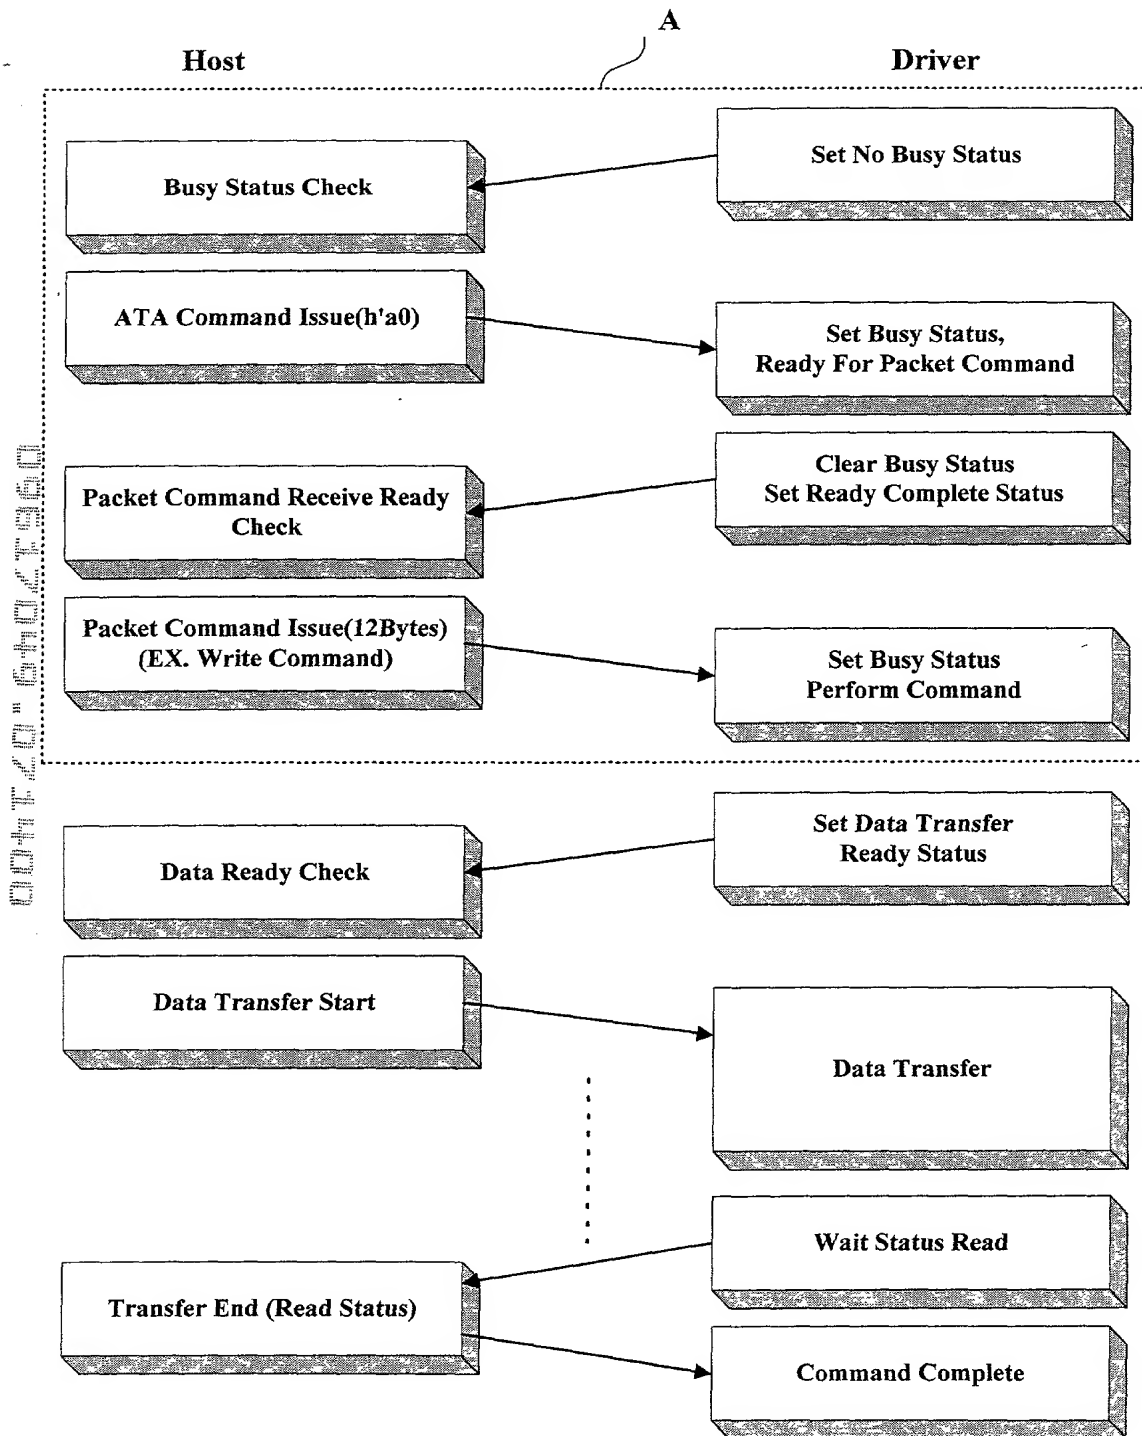 A
Host
Driver
Set No Busy Status
Busy Status Check
ATA Command Issue(h'a0)
Set Busy Status,
Ready For Packet Command
Clear Busy Status
Set Ready Complete Status
Packet Command Receive Ready
Check
Packet Command Issue(12Bytes)
(EX. Write Command)
Set Busy Status
Perform Command
Set Data Transfer
Ready Status
Data Ready Check
Data Transfer Start
Data Transfer
Wait Status Read
Transfer End (Read Status)
Command Complete